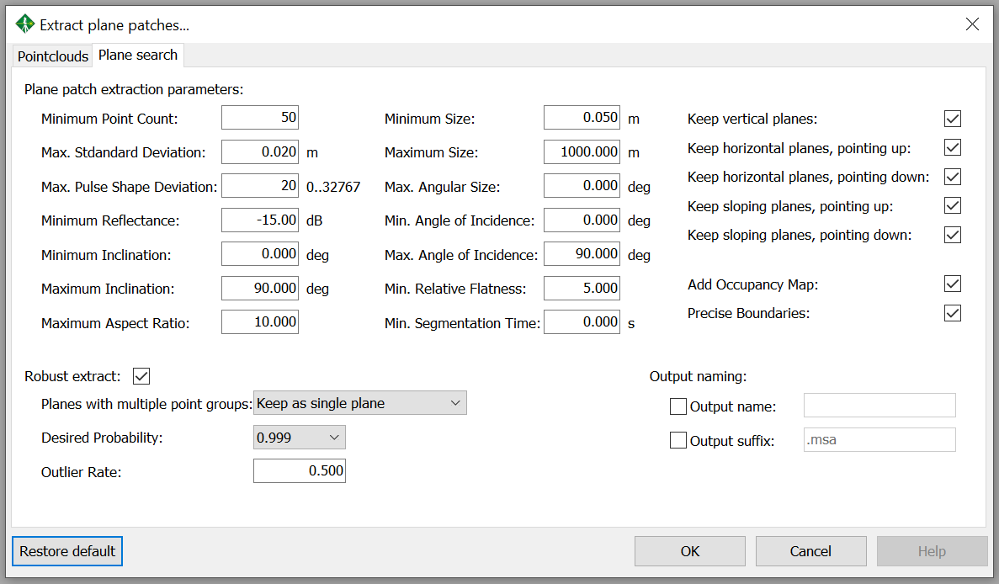 Extract plane patches...
Pointclouds Plane search
Plane patch extraction parameters:
Minimum Point Count: 50 Minimum Size: 0.050 m Keep vertical planes:
Max. Stdandard Deviation: 0.020 m Maximum Size: 1000.000 m Keep horizontal planes, pointing up:
Max. Pulse Shape Deviation: 20 0..32767 Max. Angular Size: 0.000 deg Keep horizontal planes, pointing down:
Minimum Reflectance: -15.00 dB Min. Angle of Incidence: 0.000 deg Keep sloping planes, pointing up:
Minimum Inclination: 0.000 deg Max. Angle of Incidence: 90.000 deg Keep sloping planes, pointing down:
Maximum Inclination: 90.000 deg Min. Relative Flatness: 5.000 Add Occupancy Map:
Maximum Aspect Ratio: 10.000 Min. Segmentation Time: 0.000 s Precise Boundaries:
Robust extract: Output naming:
Planes with multiple point groups: Keep as single plane Output name:
Desired Probability: 0.999 Output suffix: .msa
Outlier Rate: 0.500
Restore default OK Cancel Help